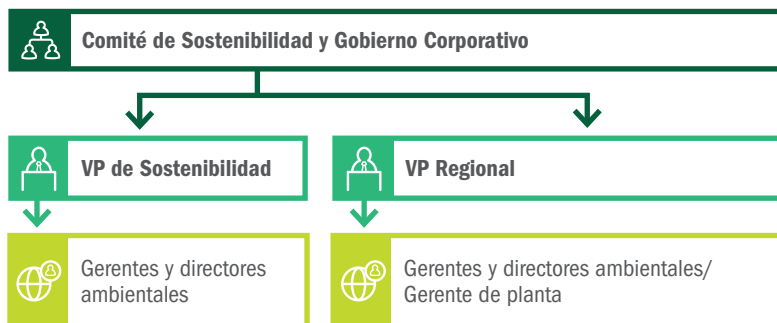 Comité de Sostenibilidad y Gobierno Corporativo
VP de Sostenibilidad
VP Regional
Gerentes y directores
ambientales
Gerentes y directores ambientales/
Gerente de planta